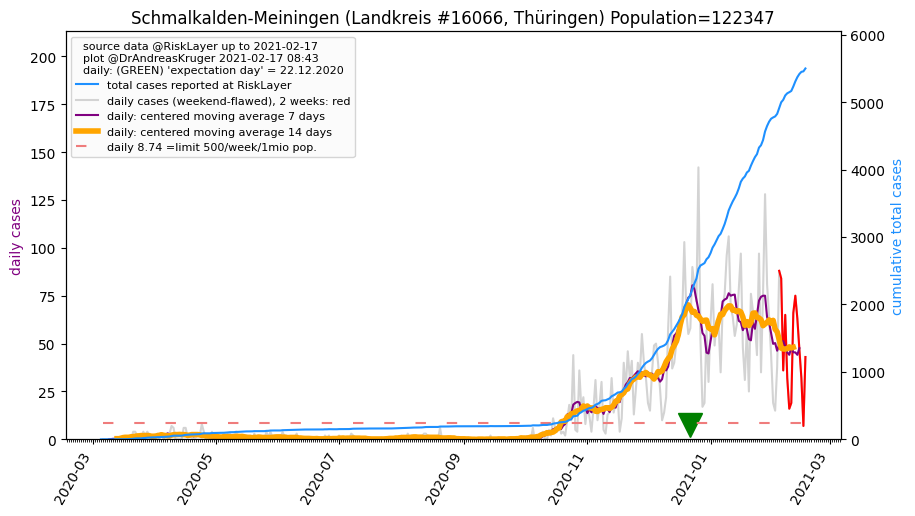 Schmalkalden-Meiningen (Landkreis #16066, Thüringen) Population=122347
source data @RiskLayer up to 2021-02-17
plot @DrAndreasKruger 2021-02-17 08:43
daily: (GREEN) 'expectation day' = 22.12.2020
total cases reported at RiskLayer
daily cases (weekend-flawed), 2 weeks: red
daily: centered moving average 7 days
daily: centered moving average 14 days
daily 8.74 =limit 500/week/1mio pop.
daily cases
200
175
150
125
100
75
50
25
0
cumulative total cases
6000
5000
4000
3000
2000
1000
0
2020-03
2020-05
2020-07
2020-09
2020-11
2021-01
2021-03